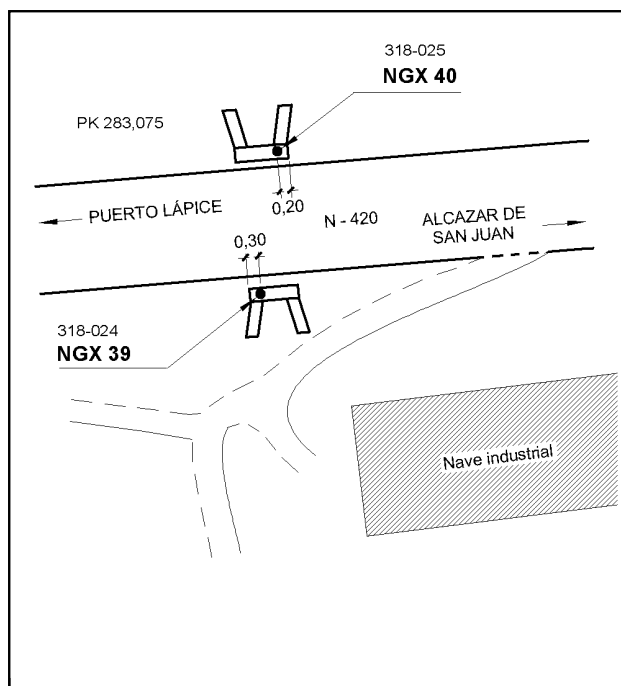 318-025
NGX 40
PK 283,075
PUERTO LÁPICE
0,20
N - 420
ALCAZAR DE
SAN JUAN
0,30
318-024
NGX 39
Nave industrial